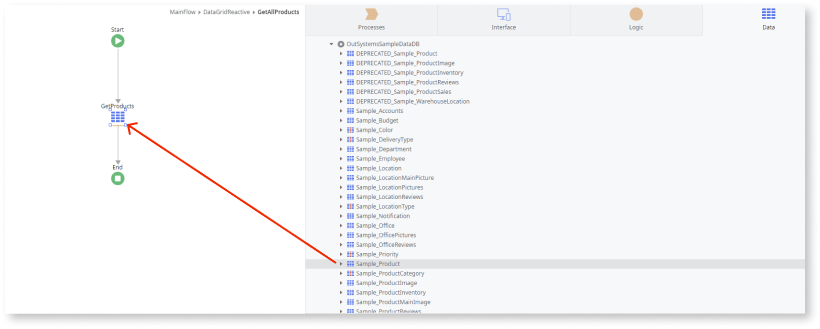 MainFlow ▸ DataGridReactive ▸ GetAllProducts
Start
GetProducts
End
Processes
Interface
Logic
Data
OutSystemsSampleDataDB
DEPRECATED_Sample_Product
DEPRECATED_Sample_ProductImage
DEPRECATED_Sample_ProductInventory
DEPRECATED_Sample_ProductReviews
DEPRECATED_Sample_ProductSales
DEPRECATED_Sample_WarehouseLocation
Sample_Accounts
Sample_Budget
Sample_Color
Sample_DeliveryType
Sample_Department
Sample_Employee
Sample_Location
Sample_LocationMainPicture
Sample_LocationPictures
Sample_LocationReviews
Sample_LocationType
Sample_Notification
Sample_Office
Sample_OfficePictures
Sample_OfficeReviews
Sample_Priority
Sample_Product
Sample_ProductCategory
Sample_ProductImage
Sample_ProductInventory
Sample_ProductMainImage
Sample_ProductReviews